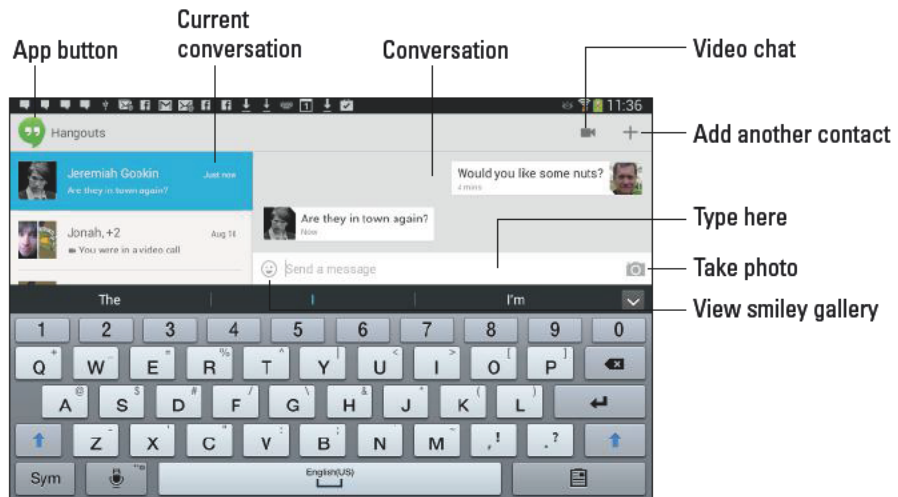 Current
App button
conversation
Conversation
Video chat
11:36
Hangouts
Add another contact
Jeremiah Gookin
Just now
Are they in town again?
Would you like some nuts?
4 mins
Are they in town again?
Now
Type here
Jonah, +2
Aug 16
You were in a video call
Send a message
Take photo
The
I
I'm
View smiley gallery
1 2 3 4 5 6 7 8 9 0
Q + W _ E = R % T ^ Y | U < I > O [ P ]
A @ S $ D # F / G \ H & J * K ( L )
Z - X ' C " V : B ; N M ~ , ! . ?
Sym
English(US)